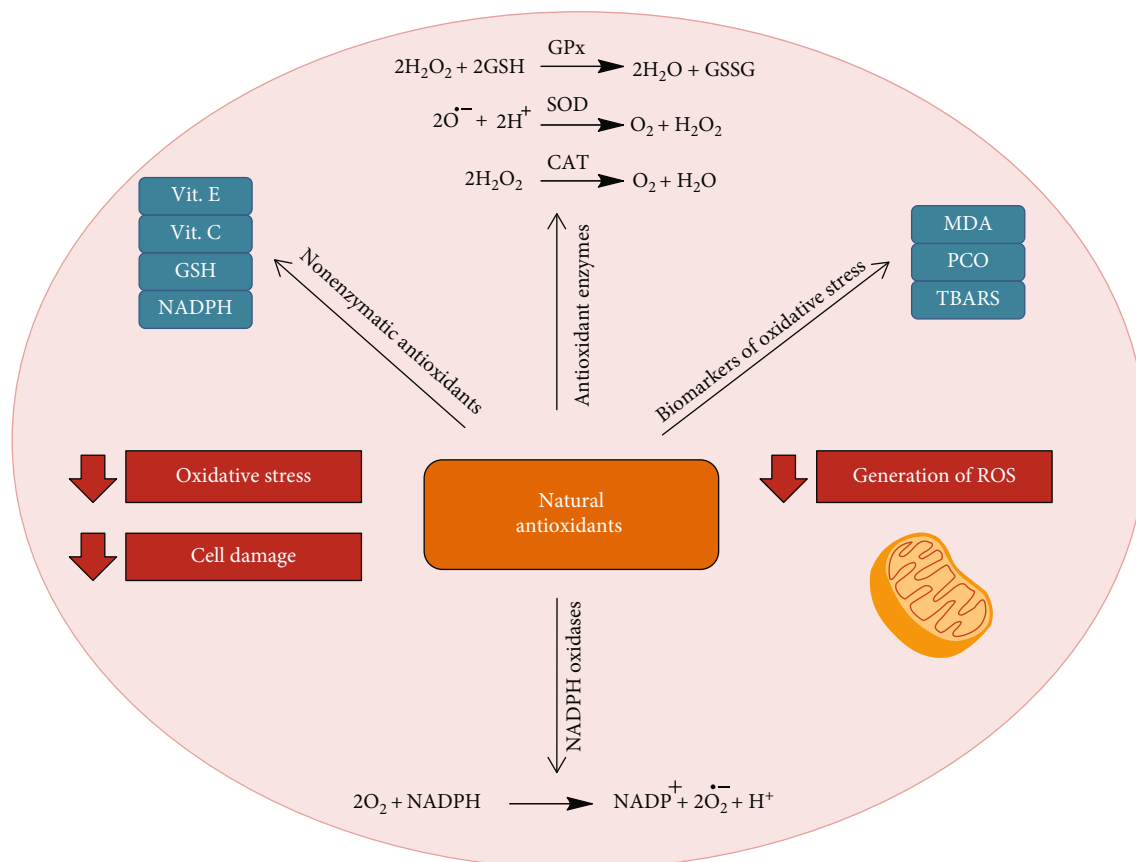 GPx
2H₂O₂ + 2GSH → 2H₂O + GSSG
SOD
2O•− + 2H⁺ → O₂ + H₂O₂
CAT
2H₂O₂ → O₂ + H₂O
Vit. E
Vit. C
GSH
NADPH
Nonenzymatic antioxidants
Antioxidant enzymes
Biomarkers of oxidative stress
MDA
PCO
TBARS
Oxidative stress
Cell damage
Natural
antioxidants
Generation of ROS
NADPH oxidases
2O₂ + NADPH → NADP⁺ + 2O₂•− + H⁺